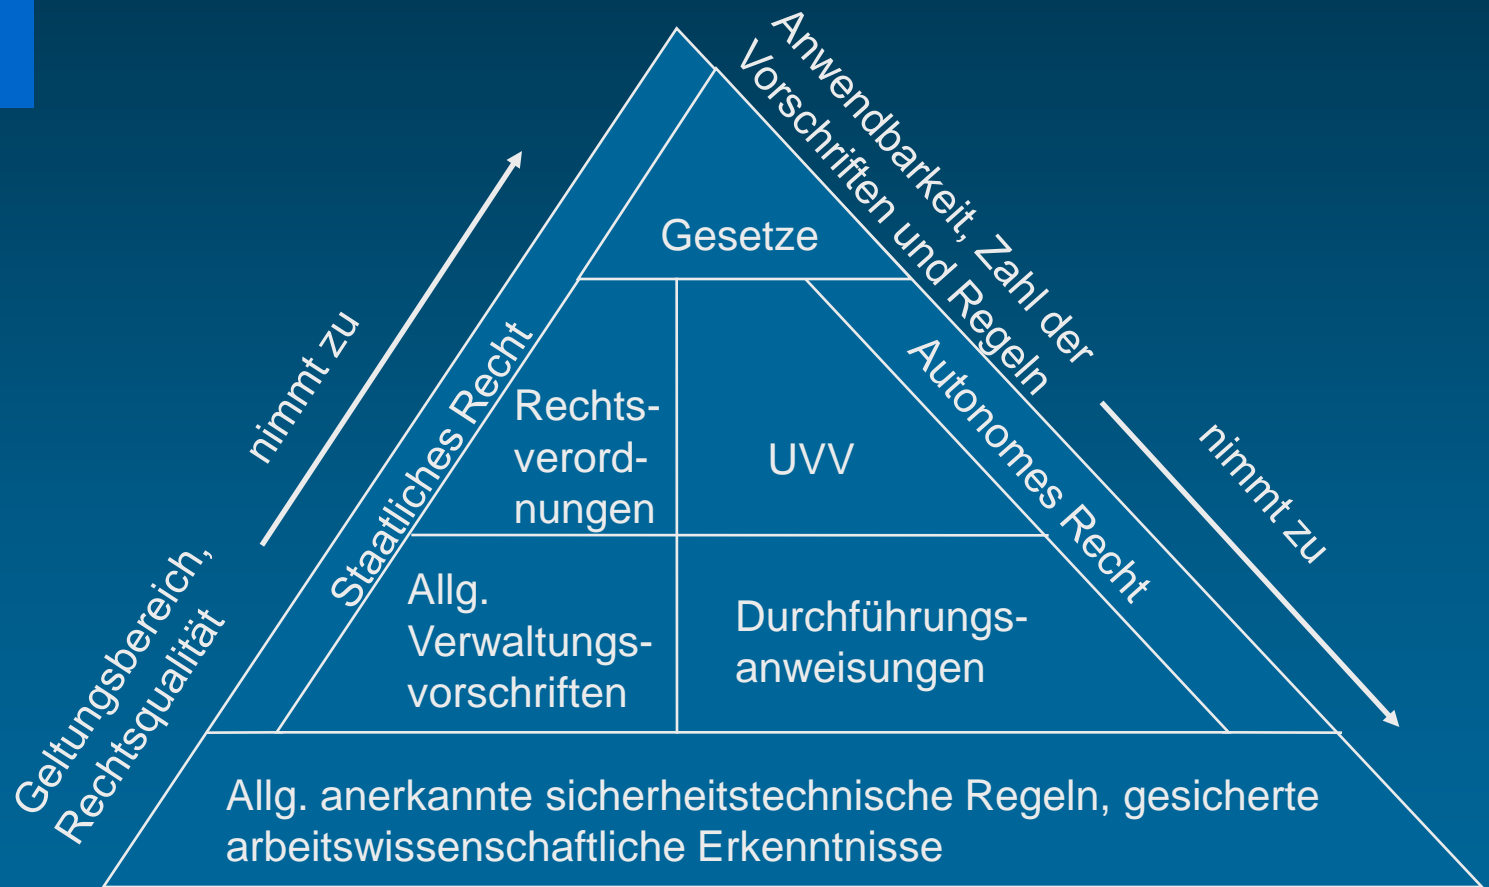 Anwendbarkeit, Zahl der
Vorschriften und Regeln
nimmt zu
Geltungsbereich,
Rechtsqualität
nimmt zu
Staatliches Recht
Autonomes Recht
Gesetze
Rechts-
verord-
nungen
UVV
Allg.
Verwaltungs-
vorschriften
Durchführungs-
anweisungen
Allg. anerkannte sicherheitstechnische Regeln, gesicherte
arbeitswissenschaftliche Erkenntnisse